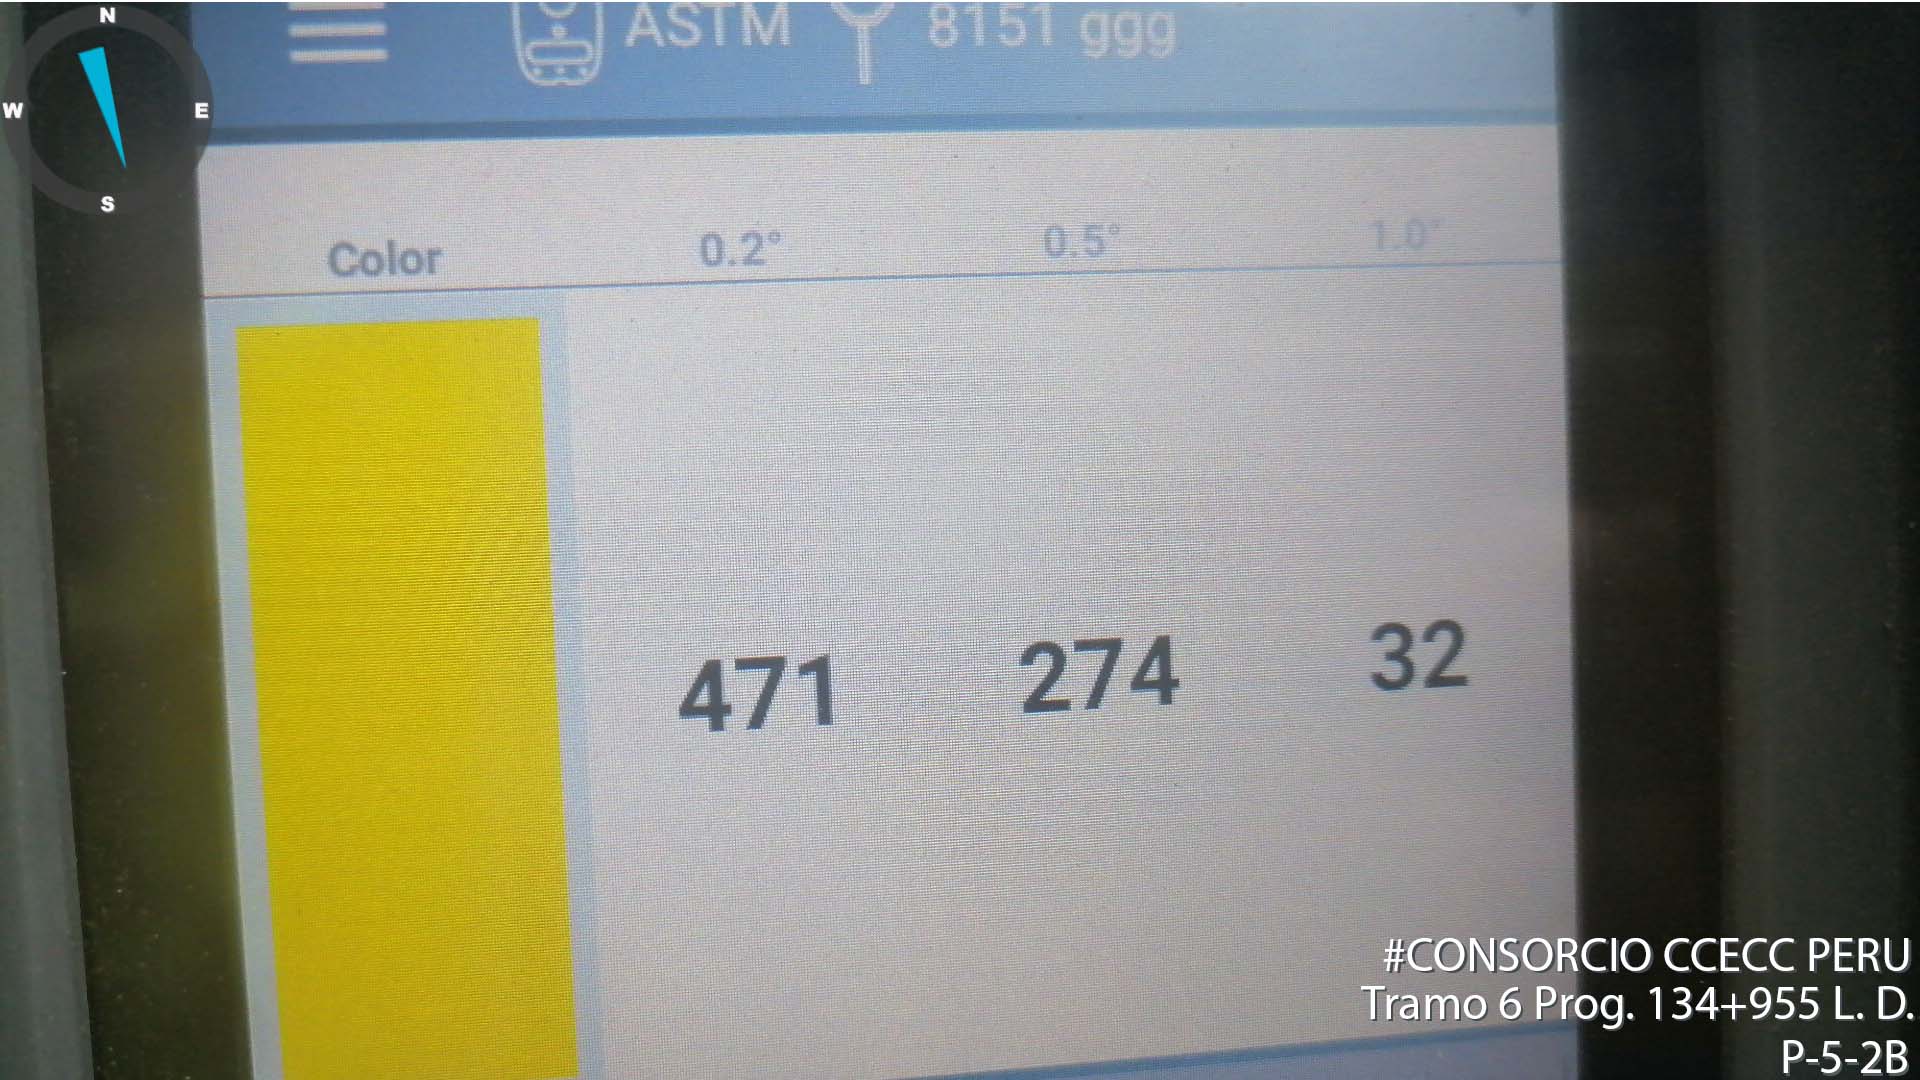 N
W E
S
ASTM 8151 ggg
Color 0.2° 0.5° 1.0°
471 274 32
#CONSORCIO CCECC PERU
Tramo 6 Prog. 134+955 L. D.
P-5-2B